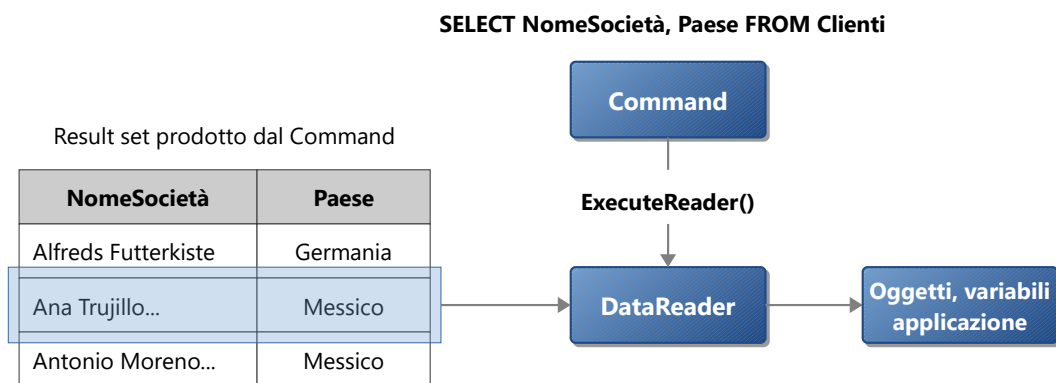 SELECT NomeSocietà, Paese FROM Clienti
Command
Result set prodotto dal Command
NomeSocietà Paese
ExecuteReader()
Alfreds Futterkiste Germania
Ana Trujillo... Messico
DataReader
Oggetti, variabili
applicazione
Antonio Moreno... Messico